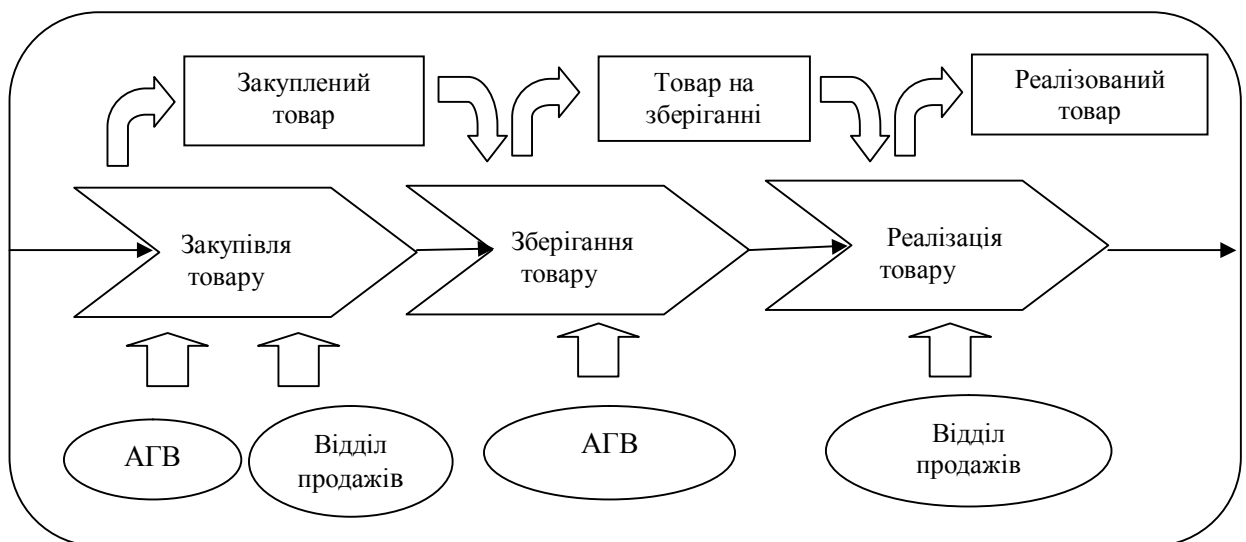 Закуплений
товар
Товар на
зберіганні
Реалізований
товар
Закупівля
товару
Зберігання
товару
Реалізація
товару
АГВ
Відділ
продажів
АГВ
Відділ
продажів